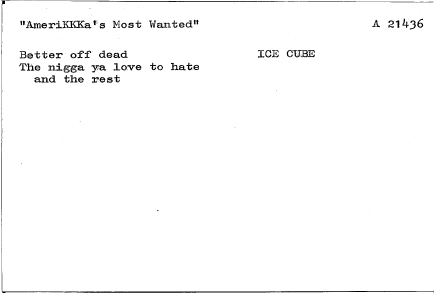 "AmeriKKKa's Most Wanted" A 21436
Better off dead ICE CUBE
The nigga ya love to hate
and the rest